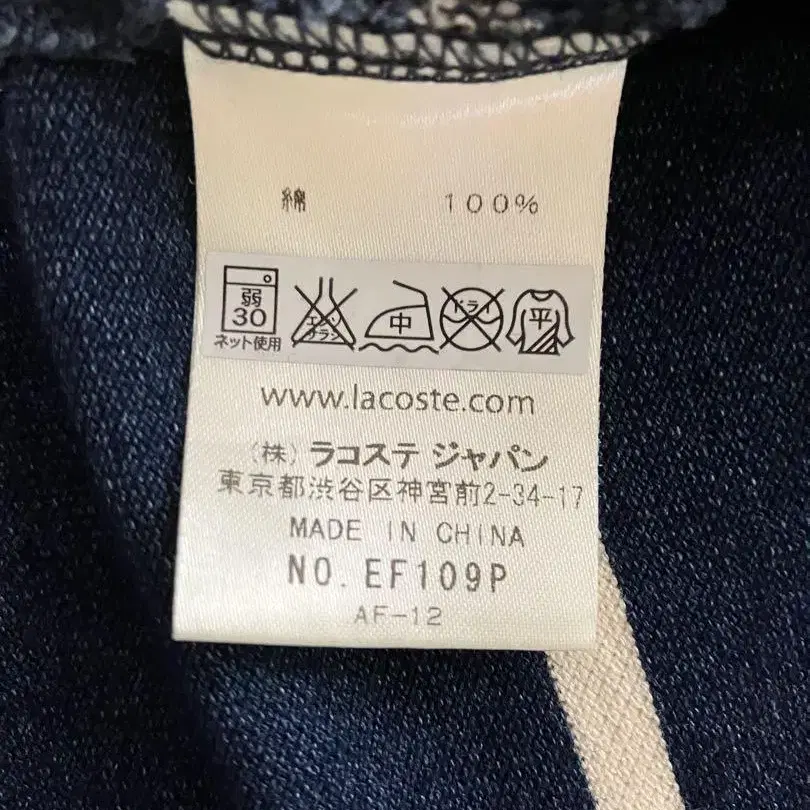 綿 100%
弱 30 エンソサラシ 中 ドライ 平
ネット使用
www.lacoste.com
(株) ラコステ ジャパン
東京都渋谷区神宮前2-34-17
MADE IN CHINA
NO. EF109P
AF-12